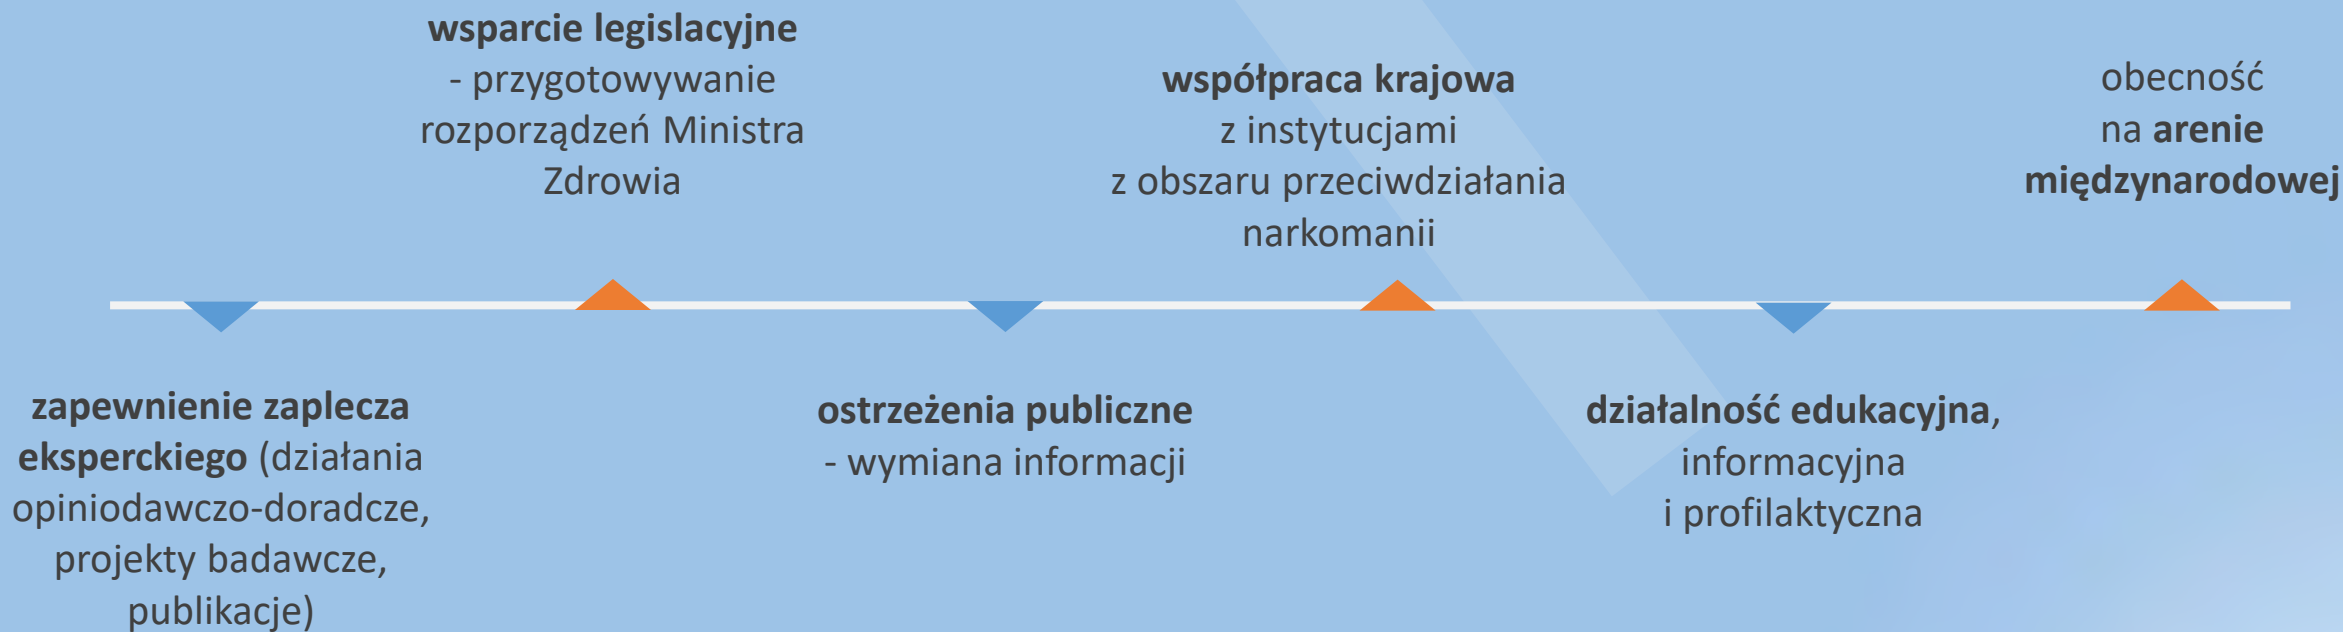 wsparcie legislacyjne
- przygotowywanie
rozporządzeń Ministra
Zdrowia
współpraca krajowa
z instytucjami
z obszaru przeciwdziałania
narkomanii
obecność
na arenie
międzynarodowej
zapewnienie zaplecza
eksperckiego (działania
opiniodawczo-doradcze,
projekty badawcze,
publikacje)
ostrzeżenia publiczne
- wymiana informacji
działalność edukacyjna,
informacyjna
i profilaktyczna